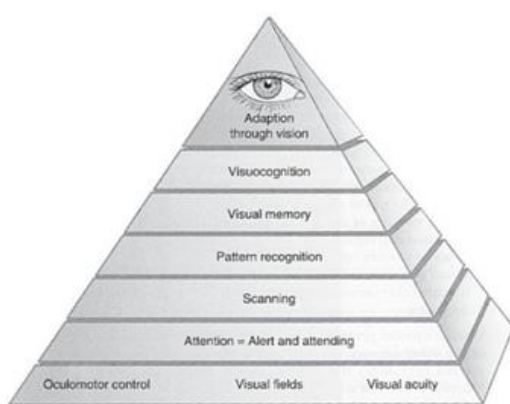 Adaption
through vision
Visuocognition
Visual memory
Pattern recognition
Scanning
Attention = Alert and attending
Oculomotor control Visual fields Visual acuity